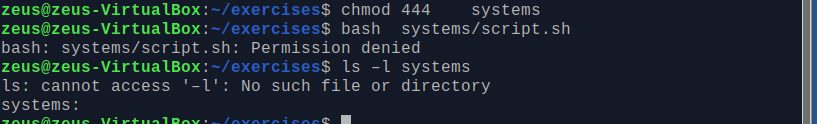 zeus@zeus-VirtualBox:~/exercises$ chmod 444    systems
zeus@zeus-VirtualBox:~/exercises$ bash  systems/script.sh
bash: systems/script.sh: Permission denied
zeus@zeus-VirtualBox:~/exercises$ ls –l systems
ls: cannot access '–l': No such file or directory
systems:
zeus@zeus-VirtualBox:~/exercises$